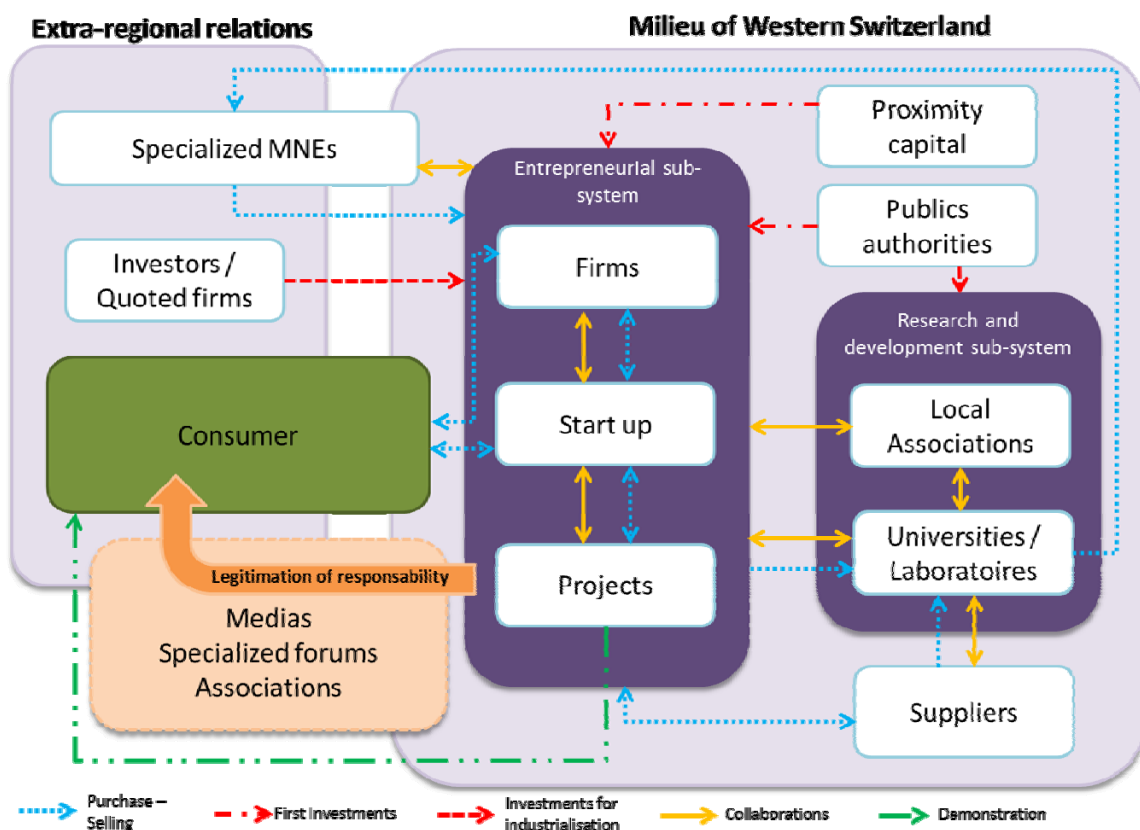 Extra-regional relations
Milieu of Western Switzerland
Specialized MNEs
Investors /
Quoted firms
Consumer
Legitimation of responsability
Medias
Specialized forums
Associations
Entrepreneurial sub-
system
Firms
Start up
Projects
Proximity
capital
Publics
authorities
Research and
development sub-system
Local
Associations
Universities /
Laboratoires
Suppliers
Purchase –
Selling
First Investments
Investments for
industrialisation
Collaborations
Demonstration